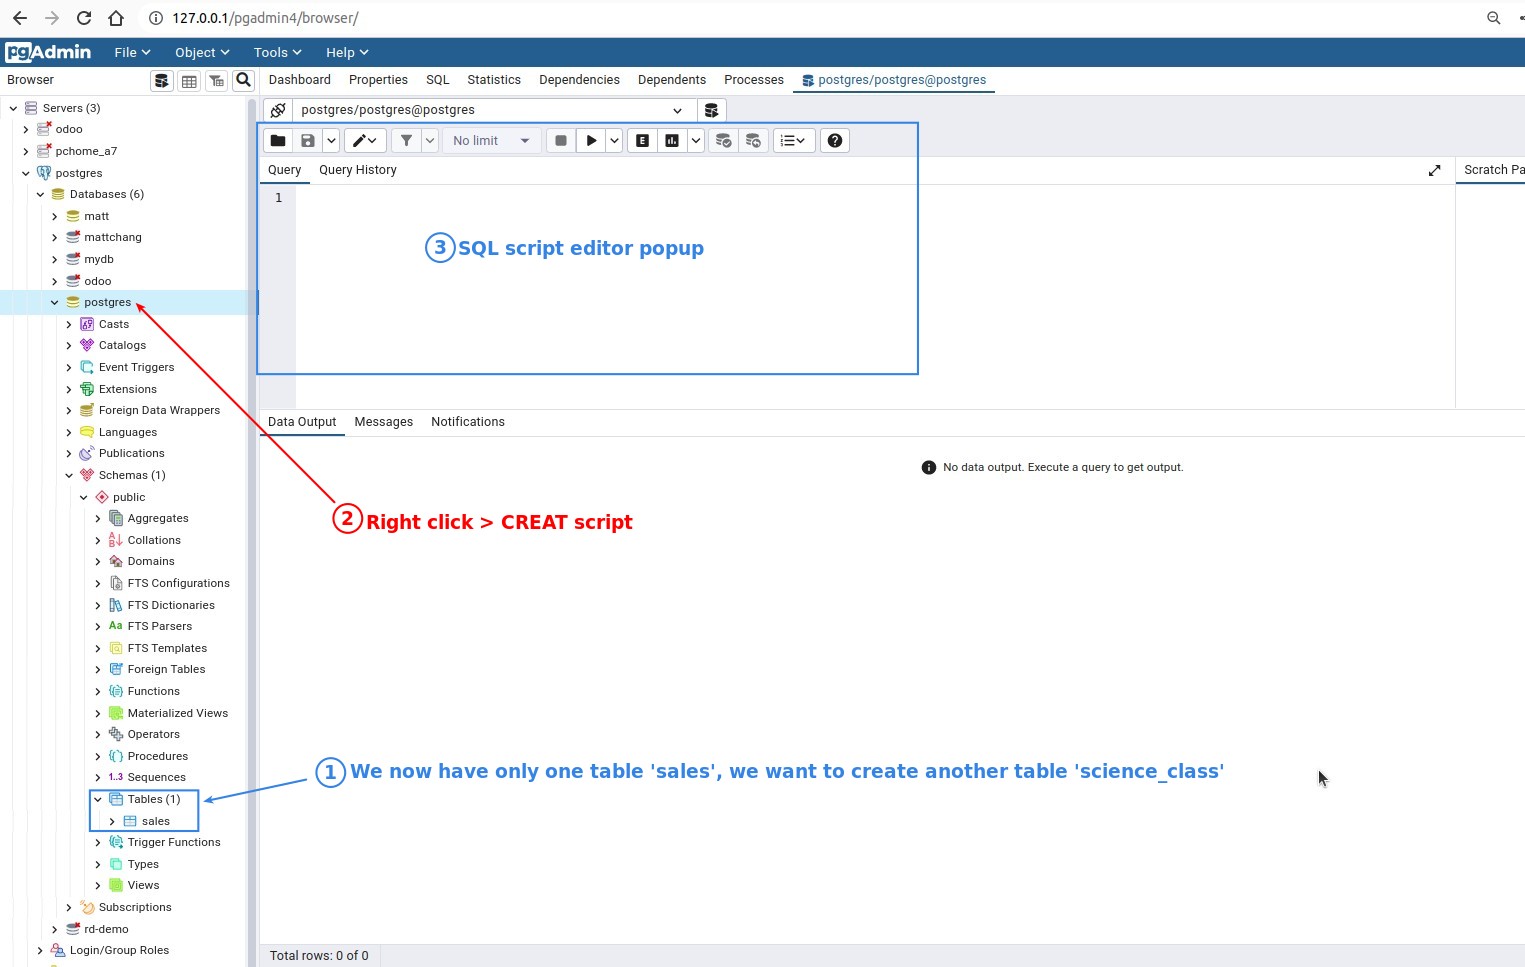 127.0.0.1/pgadmin4/browser/
pgAdmin File Object Tools Help
Browser Dashboard Properties SQL Statistics Dependencies Dependents Processes postgres/postgres@postgres
Servers (3)
postgres/postgres@postgres
odoo
No limit E
pchome_a7
postgres
Query Query History Scratch Pa
Databases (6)
1
matt
mattchang
③ SQL script editor popup
mydb
odoo
postgres
Casts
Catalogs
Event Triggers
Extensions
Foreign Data Wrappers
Data Output Messages Notifications
Languages
Publications
No data output. Execute a query to get output.
Schemas (1)
public
Aggregates
② Right click > CREAT script
Collations
Domains
FTS Configurations
FTS Dictionaries
Aa FTS Parsers
FTS Templates
Foreign Tables
Functions
Materialized Views
Operators
Procedures
① We now have only one table 'sales', we want to create another table 'science_class'
1..3 Sequences
Tables (1)
sales
Trigger Functions
Types
Views
Subscriptions
rd-demo
Login/Group Roles
Total rows: 0 of 0